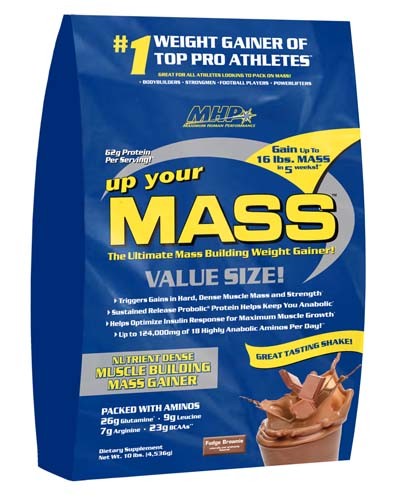 #1 WEIGHT GAINER OF
TOP PRO ATHLETES*
GREAT FOR ALL ATHLETES LOOKING TO PACK ON MASS!
• BODYBUILDERS • STRONGMEN • FOOTBALL PLAYERS • POWERLIFTERS
MHP
MAXIMUM HUMAN PERFORMANCE
62g Protein
Per Serving!
Gain Up To
16 lbs. MASS
in 5 weeks!*
up your
MASS
The Ultimate Mass Building Weight Gainer!
VALUE SIZE!
Triggers Gains in Hard, Dense Muscle Mass and Strength*
Sustained Release Probolic® Protein Helps Keep You Anabolic*
Helps Optimize Insulin Response for Maximum Muscle Growth*
Up to 124,000mg of 18 Highly Anabolic Aminos Per Day!*
NUTRIENT DENSE
MUSCLE BUILDING
MASS GAINER
GREAT TASTING SHAKE!
PACKED WITH AMINOS
26g Glutamine* • 9g Leucine
7g Arginine • 23g BCAAs**
Dietary Supplement
Net Wt. 10 lbs. (4,536g)
Fudge Brownie